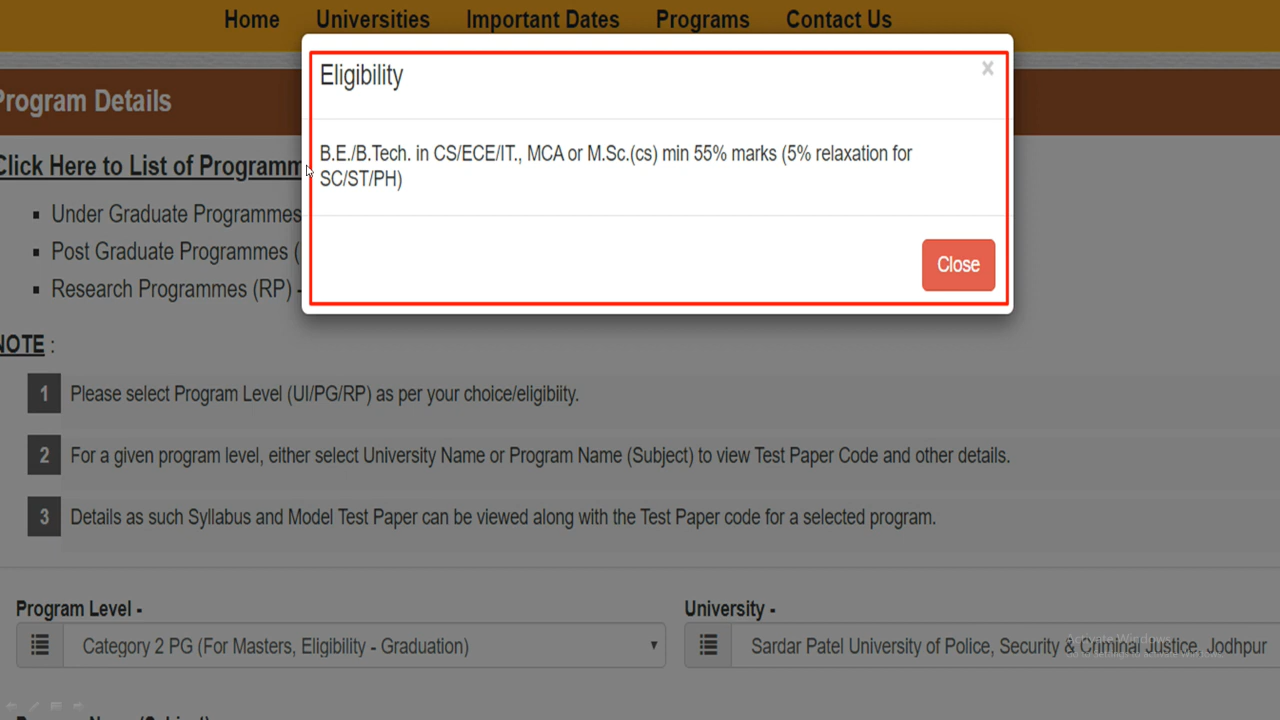 Home Universities Important Dates Programs Contact Us
Eligibility ×
Program Details
B.E./B.Tech. in CS/ECE/IT., MCA or M.Sc.(cs) min 55% marks (5% relaxation for
SC/ST/PH)
Close
Click Here to List of Programm
Under Graduate Programmes
Post Graduate Programmes (
Research Programmes (RP) -
NOTE :
1 Please select Program Level (UI/PG/RP) as per your choice/eligibiity.
2 For a given program level, either select University Name or Program Name (Subject) to view Test Paper Code and other details.
3 Details as such Syllabus and Model Test Paper can be viewed along with the Test Paper code for a selected program.
Program Level - University -
Category 2 PG (For Masters, Eligibility - Graduation) Sardar Patel University of Police, Security & Criminal Justice, Jodhpur
Activate Windows